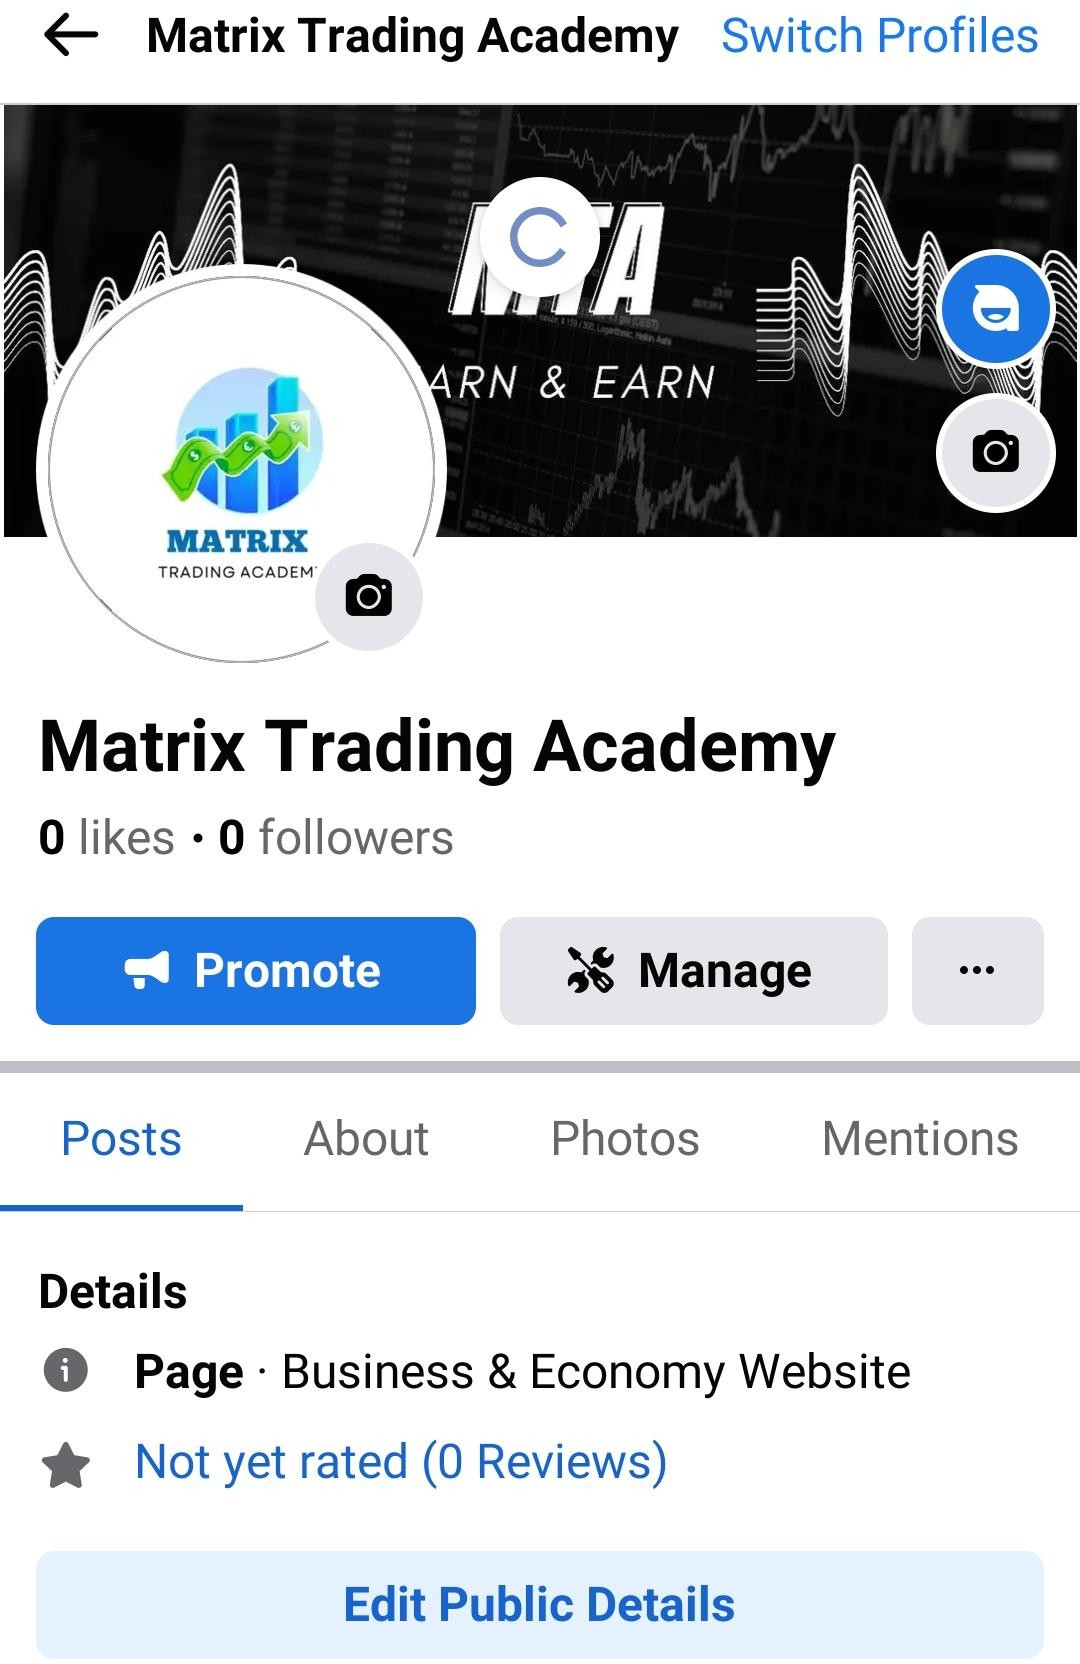 Matrix Trading Academy
Switch Profiles
ARN & EARN
MATRIX
TRADING ACADEM
Matrix Trading Academy
0 likes · 0 followers
Promote
Manage
Posts
About
Photos
Mentions
Details
Page · Business & Economy Website
Not yet rated (0 Reviews)
Edit Public Details